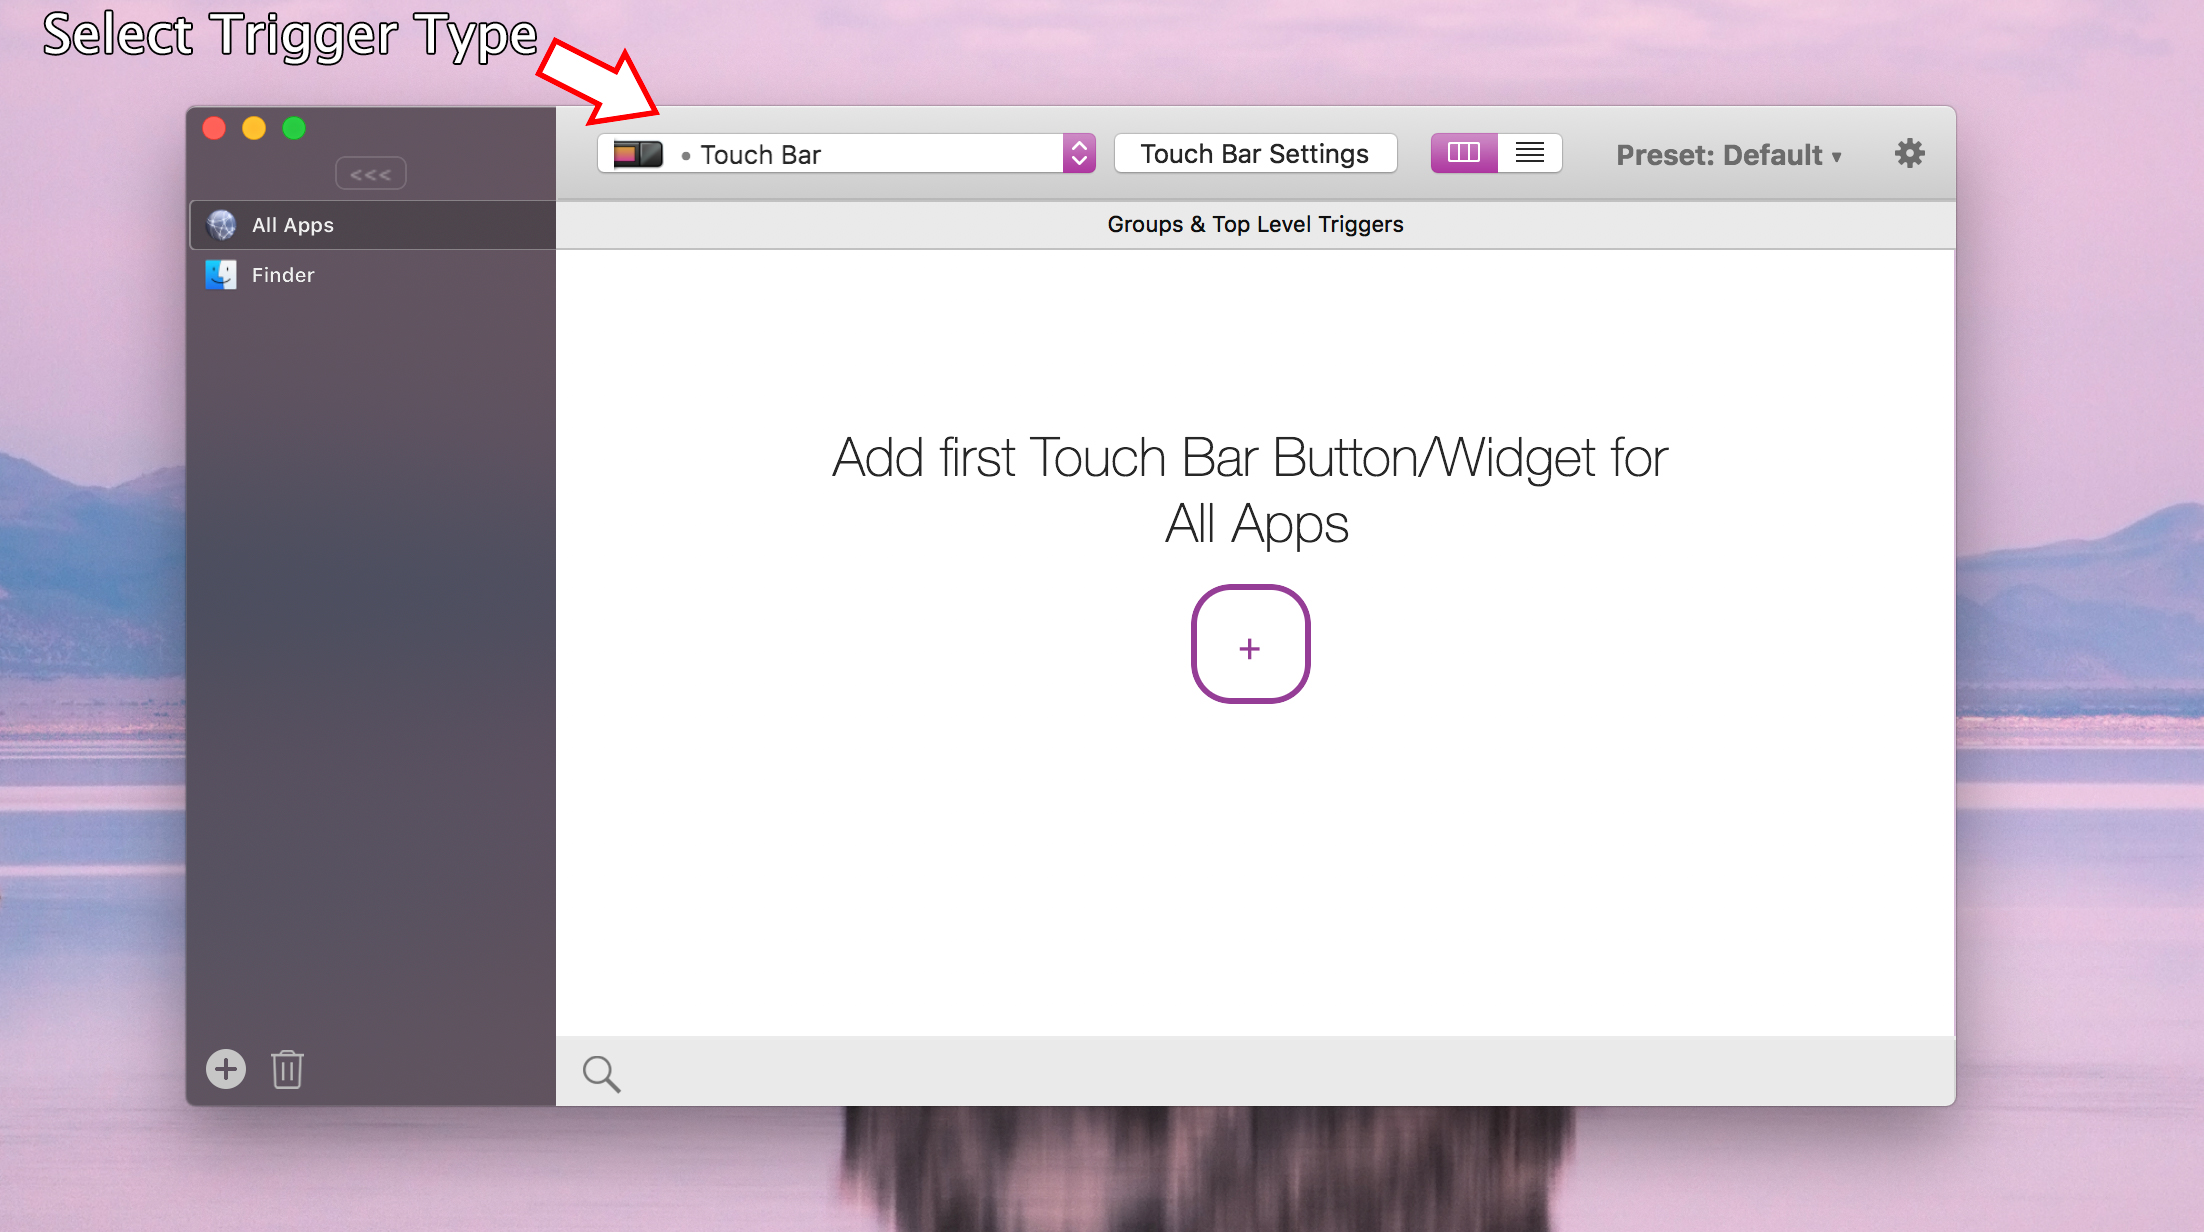 Select Trigger Type
• Touch Bar
Touch Bar Settings
Preset: Default ▾
<<<
All Apps
Finder
Groups & Top Level Triggers
Add first Touch Bar Button/Widget for
All Apps
+